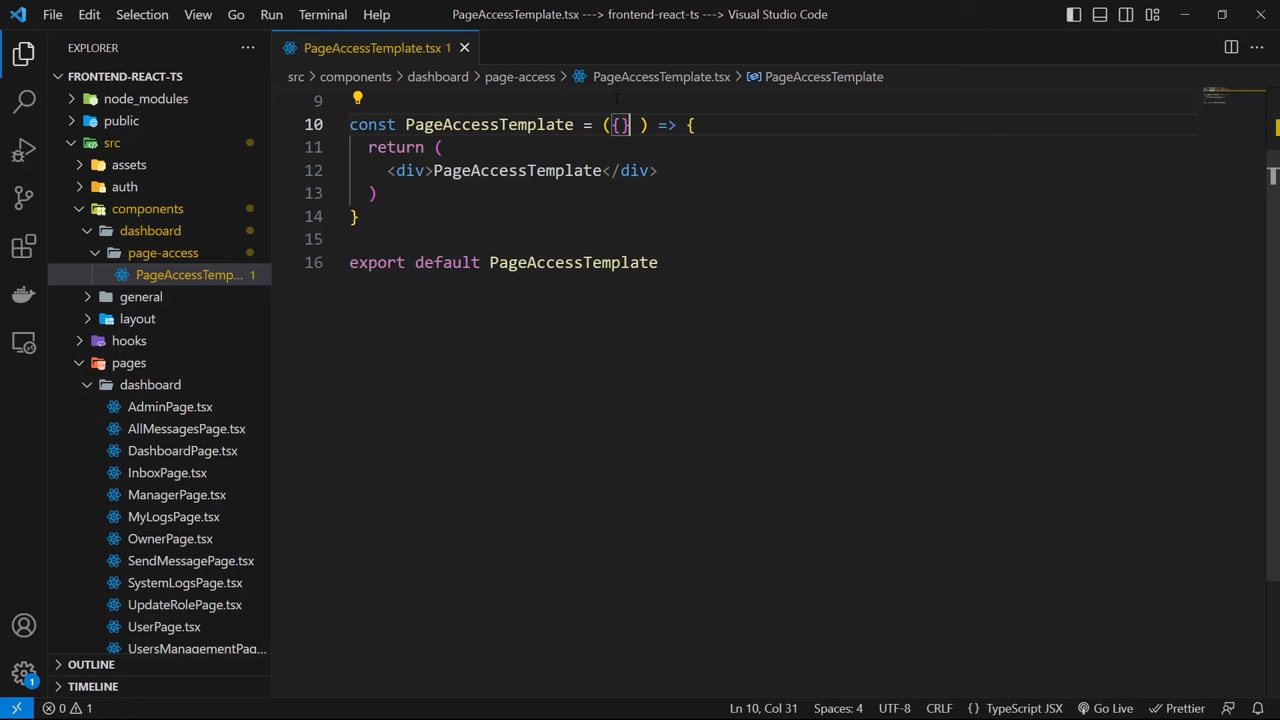 File Edit Selection View Go Run Terminal Help PageAccessTemplate.tsx ---> frontend-react-ts ---> Visual Studio Code
EXPLORER
FRONTEND-REACT-TS
node_modules
public
src
assets
auth
components
dashboard
page-access
PageAccessTemp... 1
general
layout
hooks
pages
dashboard
AdminPage.tsx
AllMessagesPage.tsx
DashboardPage.tsx
InboxPage.tsx
ManagerPage.tsx
MyLogsPage.tsx
OwnerPage.tsx
SendMessagePage.tsx
SystemLogsPage.tsx
UpdateRolePage.tsx
UserPage.tsx
UsersManagementPag...
OUTLINE
TIMELINE
1
PageAccessTemplate.tsx 1
src > components > dashboard > page-access > PageAccessTemplate.tsx > PageAccessTemplate
9
10 const PageAccessTemplate = ({} ) => {
11 return (
12 <div>PageAccessTemplate</div>
13 )
14 }
15
16 export default PageAccessTemplate
0 1 Ln 10, Col 31 Spaces: 4 UTF-8 CRLF {} TypeScript JSX Go Live Prettier